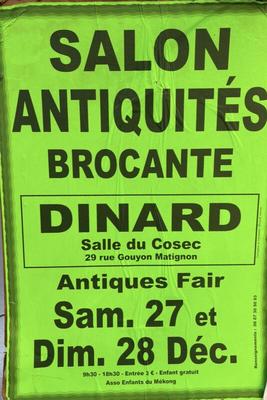 SALON
ANTIQUITÉS
BROCANTE
DINARD
Salle du Cosec
29 rue Gouyon Matignon
Antiques Fair
Sam. 27 et
Dim. 28 Déc.
9h30 - 18h30 - Entrée 3 € - Enfant gratuit
Asso Enfants du Mékong
Renseignements :